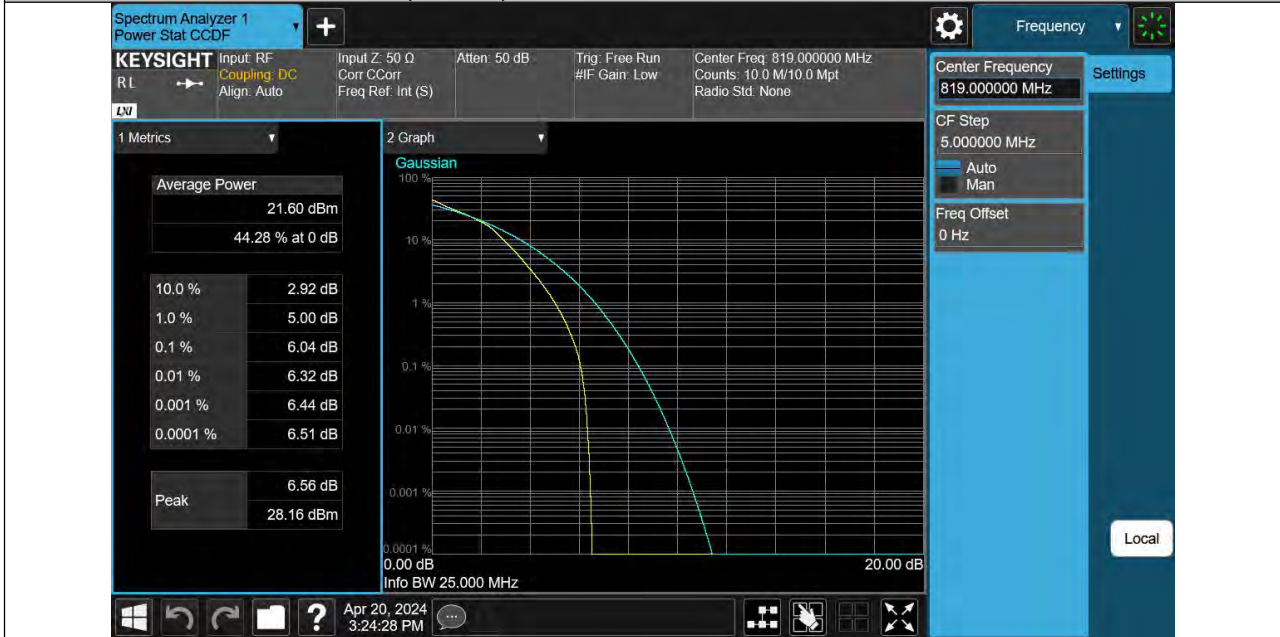 Spectrum Analyzer 1
Power Stat CCDF
+
Frequency
KEYSIGHT
RL
LXI
Input: RF
Coupling: DC
Align: Auto
Input Z: 50 Ω
Corr CCorr
Freq Ref: Int (S)
Atten: 50 dB
Trig: Free Run
#IF Gain: Low
Center Freq: 819.000000 MHz
Counts: 10.0 M/10.0 Mpt
Radio Std: None
Center Frequency
819.000000 MHz
Settings
CF Step
5.000000 MHz
Auto
Man
Freq Offset
0 Hz
1 Metrics
Average Power
21.60 dBm
44.28 % at 0 dB
10.0 % 2.92 dB
1.0 % 5.00 dB
0.1 % 6.04 dB
0.01 % 6.32 dB
0.001 % 6.44 dB
0.0001 % 6.51 dB
Peak 6.56 dB
28.16 dBm
2 Graph
Gaussian
100 %
10 %
1 %
0.1 %
0.01 %
0.001 %
0.0001 %
0.00 dB 20.00 dB
Info BW 25.000 MHz
Local
?
Apr 20, 2024
3:24:28 PM